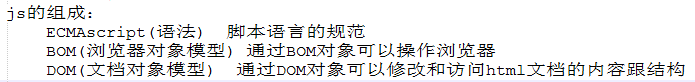 js的组成：
ECMAscript(语法) 脚本语言的规范
BOM(浏览器对象模型) 通过BOM对象可以操作浏览器
DOM(文档对象模型) 通过DOM对象可以修改和访问html文档的内容跟结构